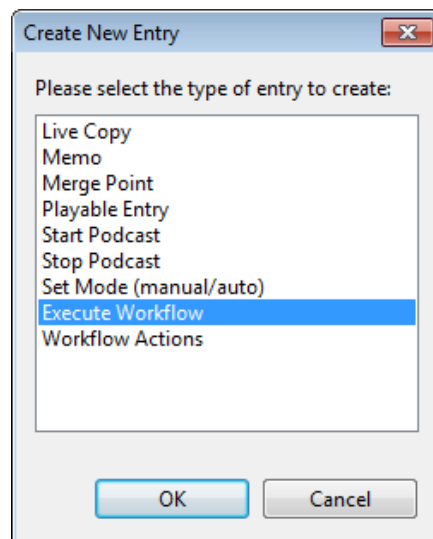 Create New Entry
Please select the type of entry to create:
Live Copy
Memo
Merge Point
Playable Entry
Start Podcast
Stop Podcast
Set Mode (manual/auto)
Execute Workflow
Workflow Actions
OK
Cancel